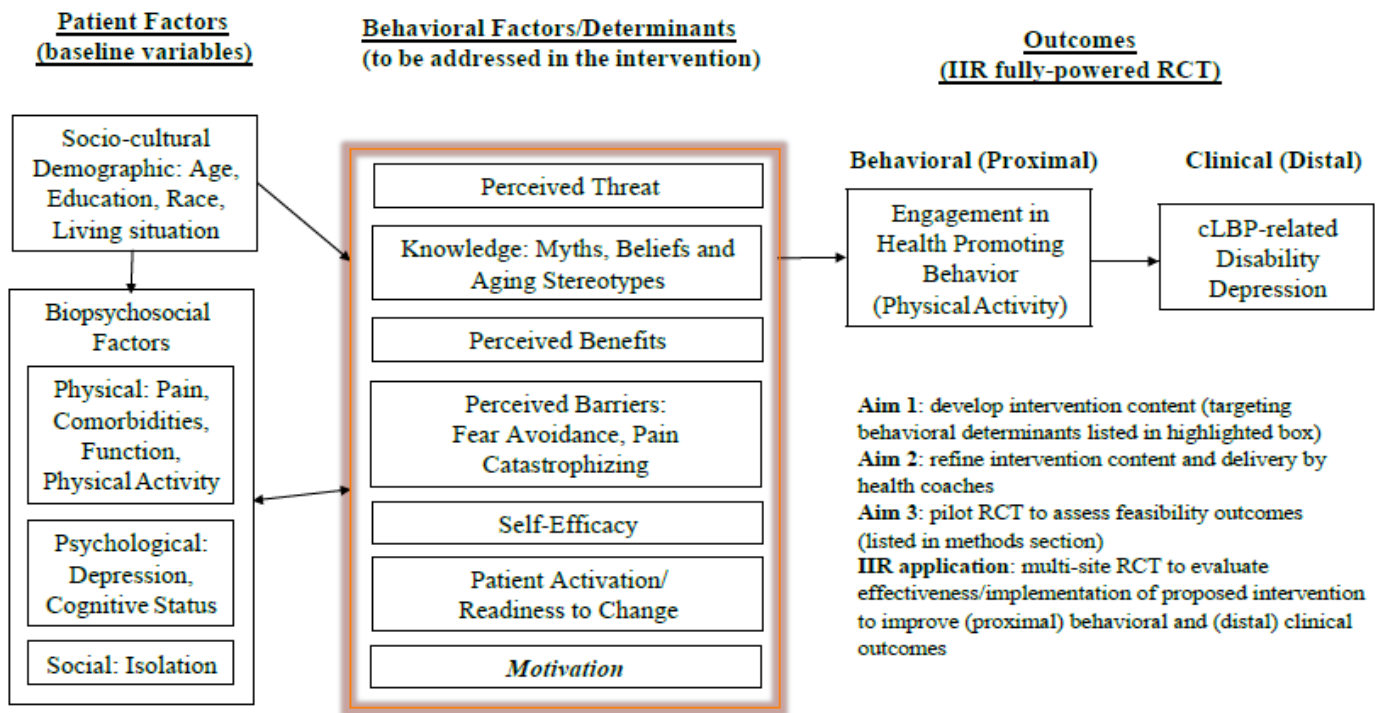 Patient Factors
(baseline variables)
Socio-cultural
Demographic: Age,
Education, Race,
Living situation
Biopsychosocial
Factors
Physical: Pain,
Comorbidities,
Function,
Physical Activity
Psychological:
Depression,
Cognitive Status
Social: Isolation
Behavioral Factors/Determinants
(to be addressed in the intervention)
Perceived Threat
Knowledge: Myths, Beliefs and
Aging Stereotypes
Perceived Benefits
Perceived Barriers:
Fear Avoidance, Pain
Catastrophizing
Self-Efficacy
Patient Activation/
Readiness to Change
Motivation
Outcomes
(IIR fully-powered RCT)
Behavioral (Proximal)
Engagement in
Health Promoting
Behavior
(Physical Activity)
Clinical (Distal)
cLBP-related
Disability
Depression
Aim 1: develop intervention content (targeting
behavioral determinants listed in highlighted box)
Aim 2: refine intervention content and delivery by
health coaches
Aim 3: pilot RCT to assess feasibility outcomes
(listed in methods section)
IIR application: multi-site RCT to evaluate
effectiveness/implementation of proposed intervention
to improve (proximal) behavioral and (distal) clinical
outcomes